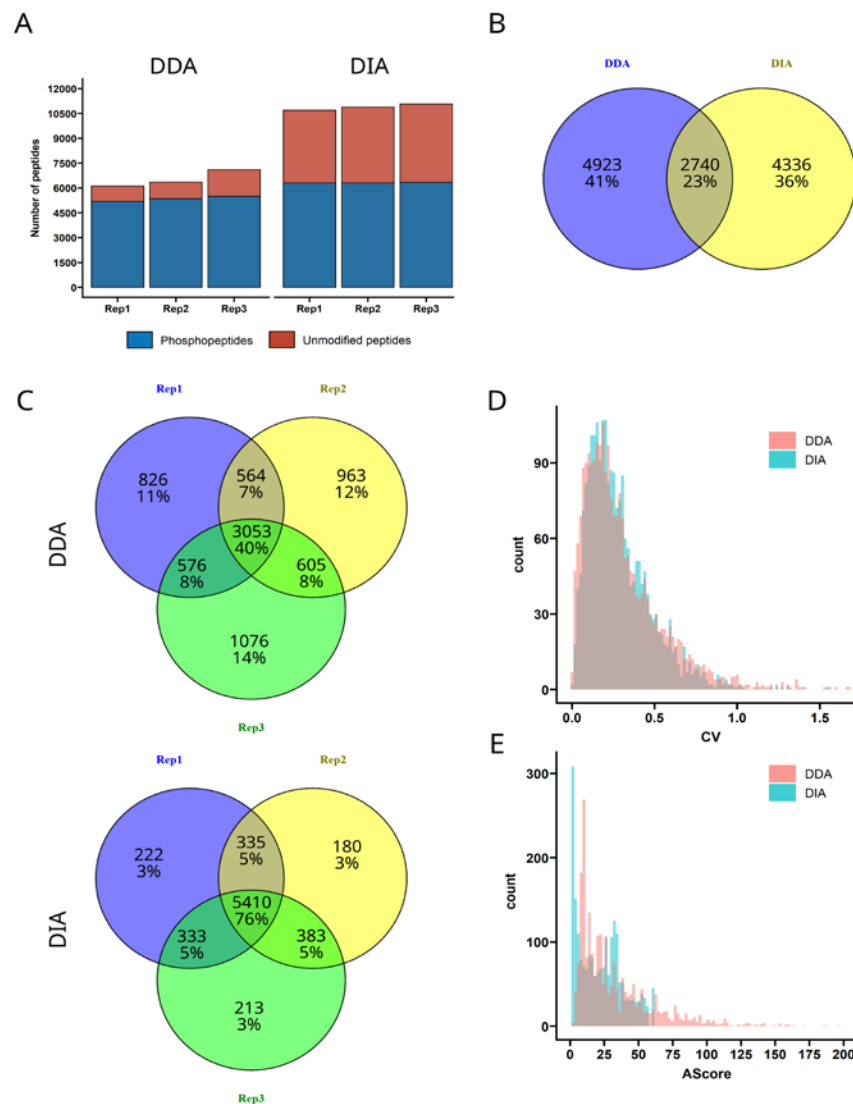 A
DDA
DIA
Number of peptides
12000
10500
9000
7500
6000
4500
3000
1500
0
Rep1
Rep2
Rep3
Rep1
Rep2
Rep3
Phosphopeptides
Unmodified peptides
B
DDA
DIA
4923
41%
2740
23%
4336
36%
C
DDA
Rep1
Rep2
826
11%
564
7%
963
12%
3053
40%
576
8%
605
8%
1076
14%
Rep3
DIA
Rep1
Rep2
222
3%
335
5%
180
3%
5410
76%
333
5%
383
5%
213
3%
Rep3
D
DDA
DIA
count
90
60
30
0
0.0
0.5
1.0
1.5
CV
E
DDA
DIA
count
300
200
100
0
0
25
50
75
100
125
150
175
200
AScore